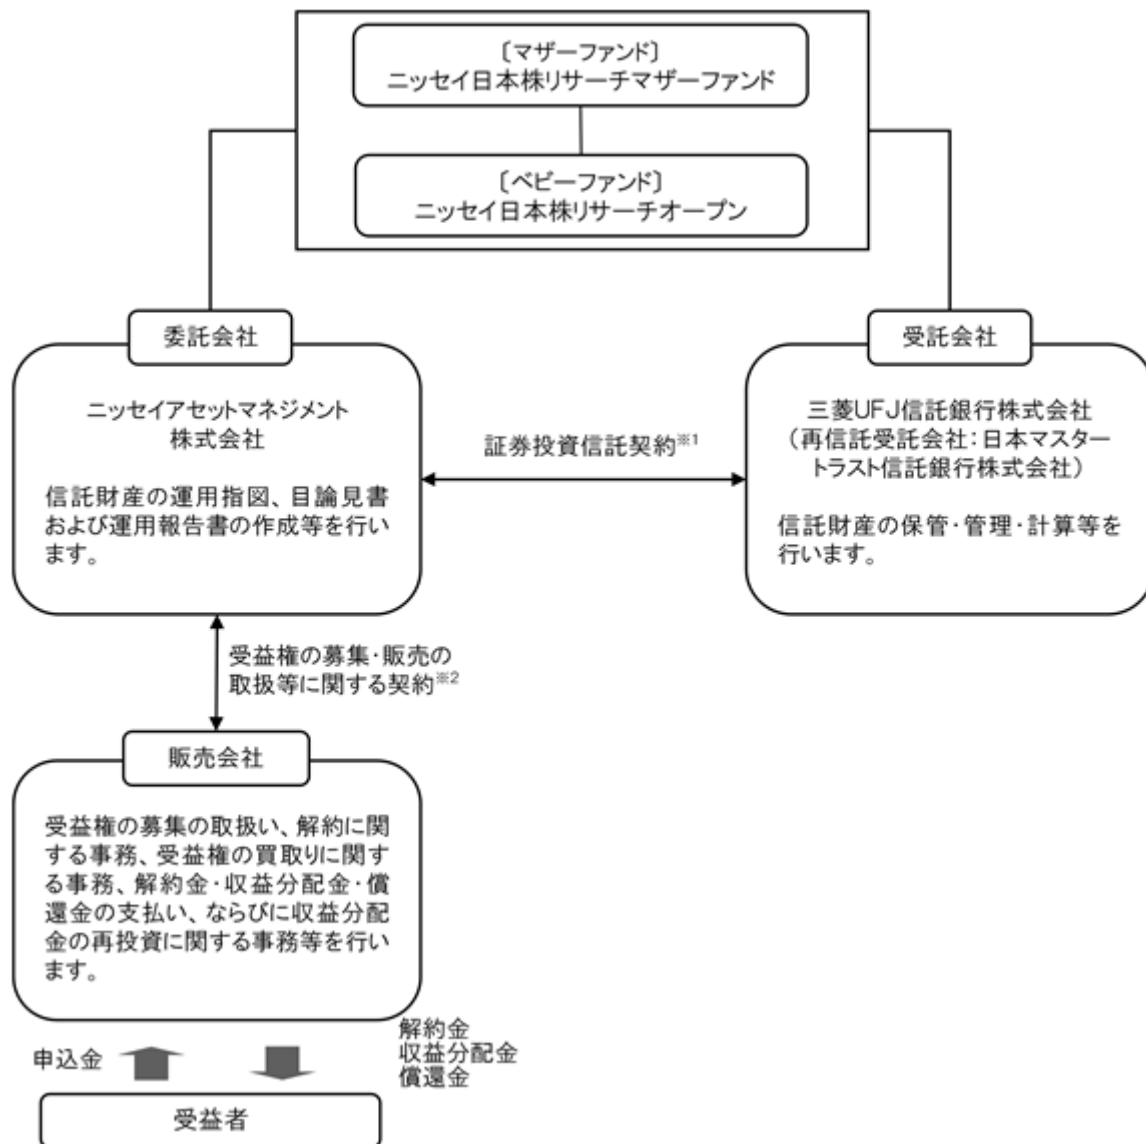 〔マザーファンド〕
ニッセイ日本株リサーチマザーファンド
〔ベビーファンド〕
ニッセイ日本株リサーチオープン
委託会社
ニッセイアセットマネジメント
株式会社
信託財産の運用指図、目論見書
および運用報告書の作成等を行い
ます。
証券投資信託契約※1
受託会社
三菱UFJ信託銀行株式会社
(再信託受託会社:日本マスター
トラスト信託銀行株式会社)
信託財産の保管・管理・計算等を
行います。
受益権の募集・販売の
取扱等に関する契約※2
販売会社
受益権の募集の取扱い、解約に関
する事務、受益権の買取りに関す
る事務、解約金・収益分配金・償
還金の支払い、ならびに収益分配
金の再投資に関する事務等を行い
ます。
申込金
解約金
収益分配金
償還金
受益者